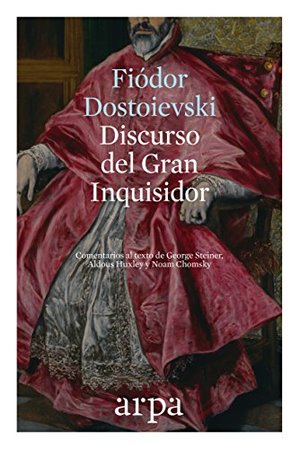 Fiódor
Dostoievski
Discurso
del Gran
Inquisidor
Comentarios al texto de George Steiner,
Aldous Huxley y Noam Chomsky
arpa